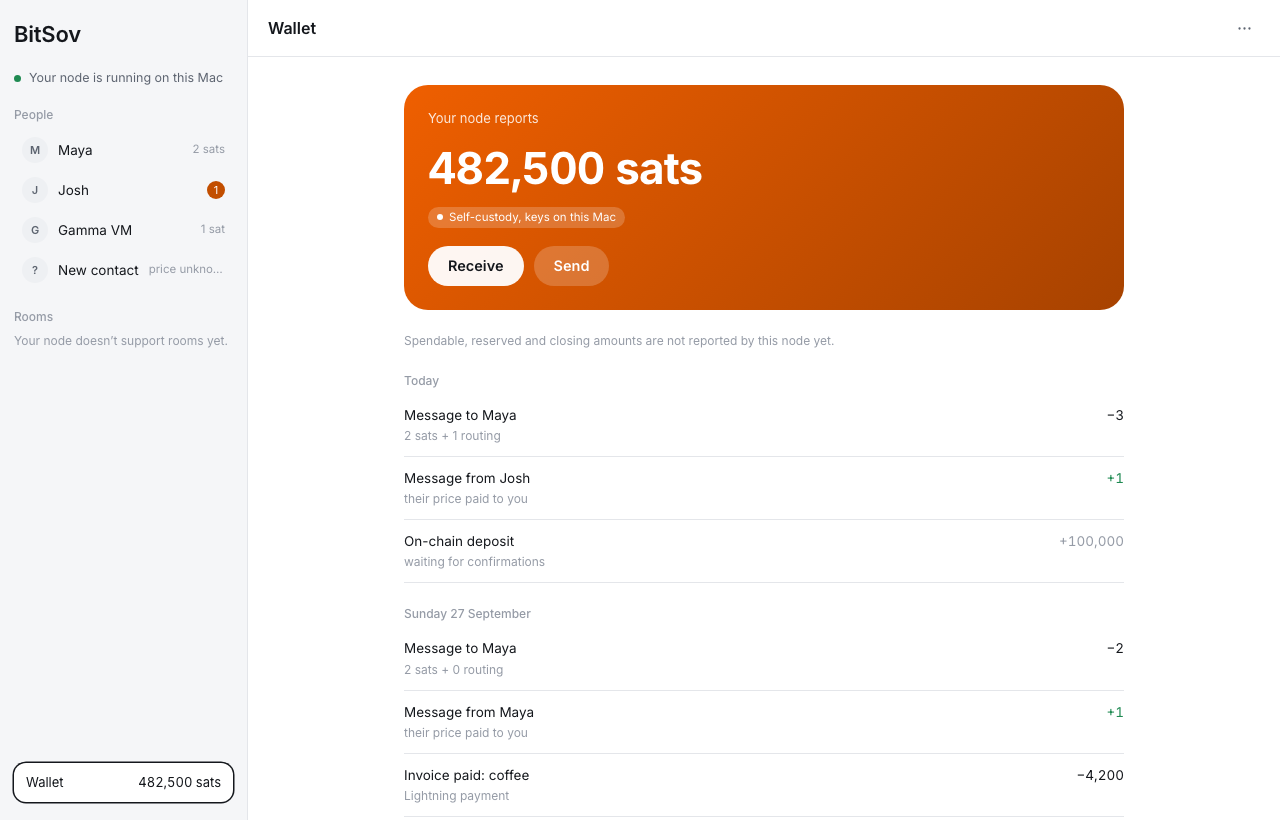 BitSov
Your node is running on this Mac
People
M Maya 2 sats
J Josh 1
G Gamma VM 1 sat
? New contact price unkno...
Rooms
Your node doesn't support rooms yet.
Wallet 482,500 sats
Wallet
Your node reports
482,500 sats
Self-custody, keys on this Mac
Receive Send
Spendable, reserved and closing amounts are not reported by this node yet.
Today
Message to Maya −3
2 sats + 1 routing
Message from Josh +1
their price paid to you
On-chain deposit +100,000
waiting for confirmations
Sunday 27 September
Message to Maya −2
2 sats + 0 routing
Message from Maya +1
their price paid to you
Invoice paid: coffee −4,200
Lightning payment